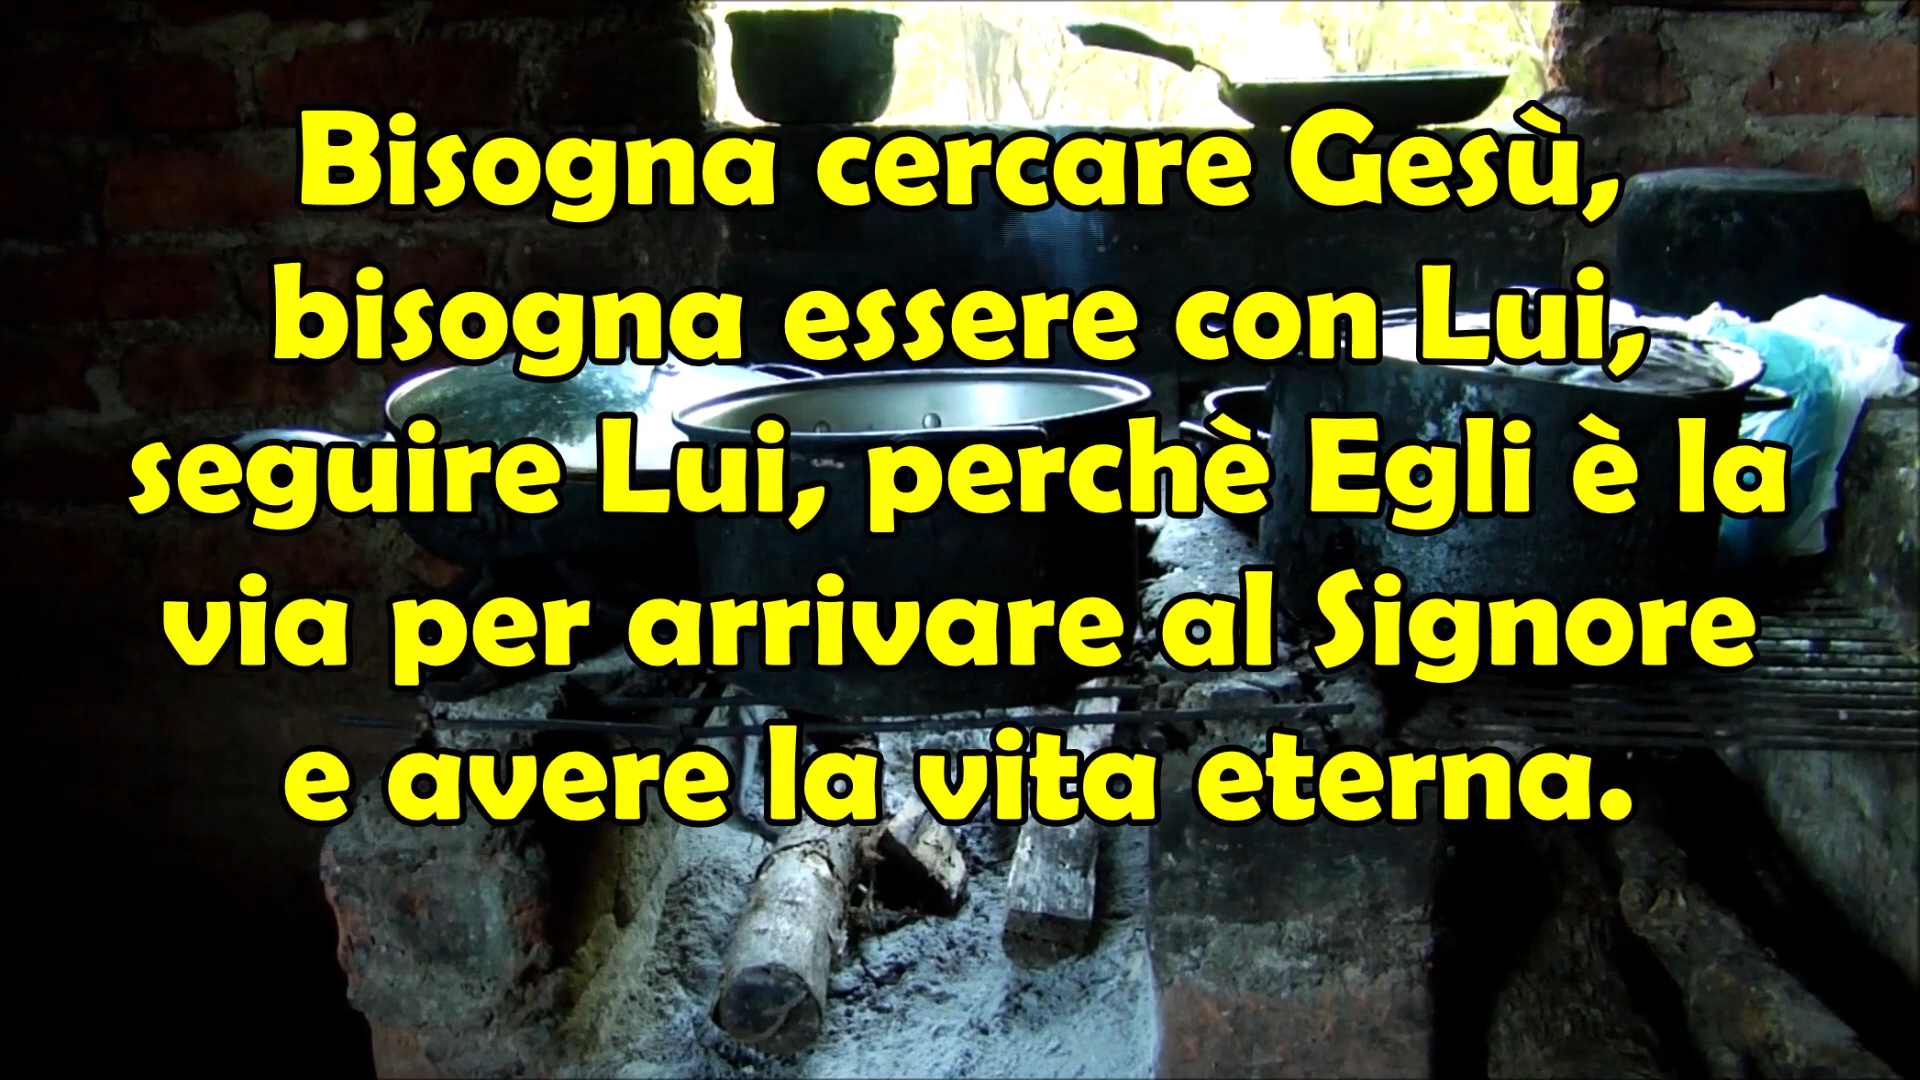 Bisogna cercare Gesù,
bisogna essere con Lui,
seguire Lui, perchè Egli è la
via per arrivare al Signore
e avere la vita eterna.